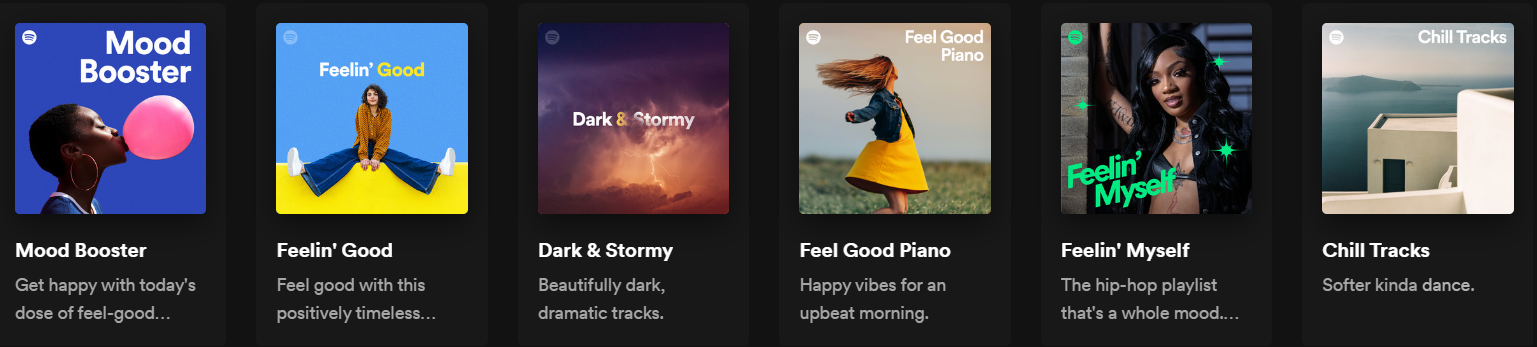 Mood
Booster
Feelin' Good
Dark & Stormy
Feel Good
Piano
Feelin'
Myself
Chill Tracks
Mood Booster
Feelin' Good
Dark & Stormy
Feel Good Piano
Feelin' Myself
Chill Tracks
Get happy with today's
dose of feel-good...
Feel good with this
positively timeless...
Beautifully dark,
dramatic tracks.
Happy vibes for an
upbeat morning.
The hip-hop playlist
that's a whole mood....
Softer kinda dance.